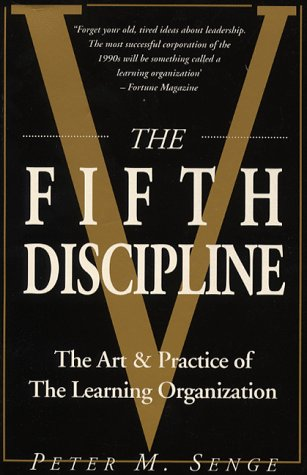 "Forget your old, tired ideas about leadership.
The most successful corporation of the
1990s will be something called a
learning organization'
– Fortune Magazine
V
THE
FIFTH
DISCIPLINE
The Art & Practice of
The Learning Organization
PETER M. SENGE